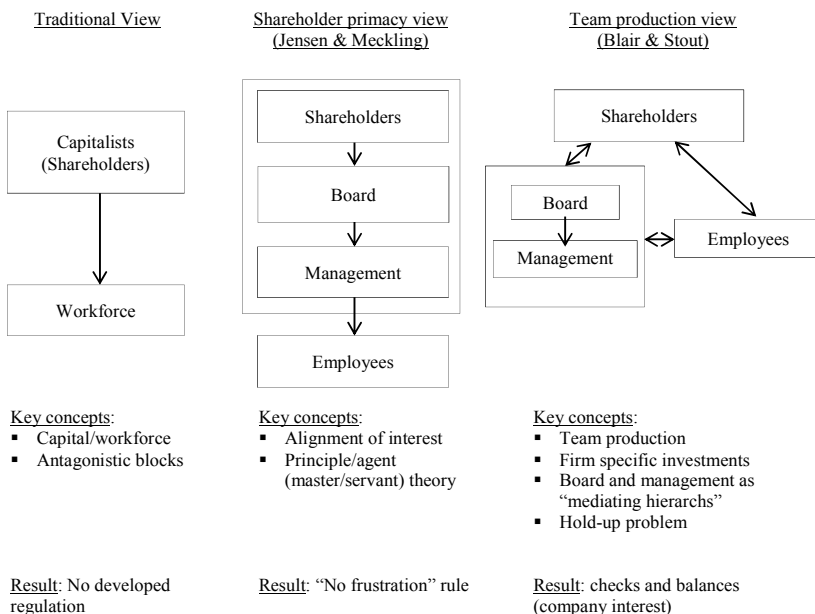 Traditional View
Capitalists
(Shareholders)
Workforce
Key concepts:
▪ Capital/workforce
▪ Antagonistic blocks
Result: No developed
regulation
Shareholder primacy view
(Jensen & Meckling)
Shareholders
Board
Management
Employees
Key concepts:
▪ Alignment of interest
▪ Principle/agent
(master/servant) theory
Result: “No frustration” rule
Team production view
(Blair & Stout)
Shareholders
Board
Management
Employees
Key concepts:
▪ Team production
▪ Firm specific investments
▪ Board and management as
“mediating hierarchs”
▪ Hold-up problem
Result: checks and balances
(company interest)